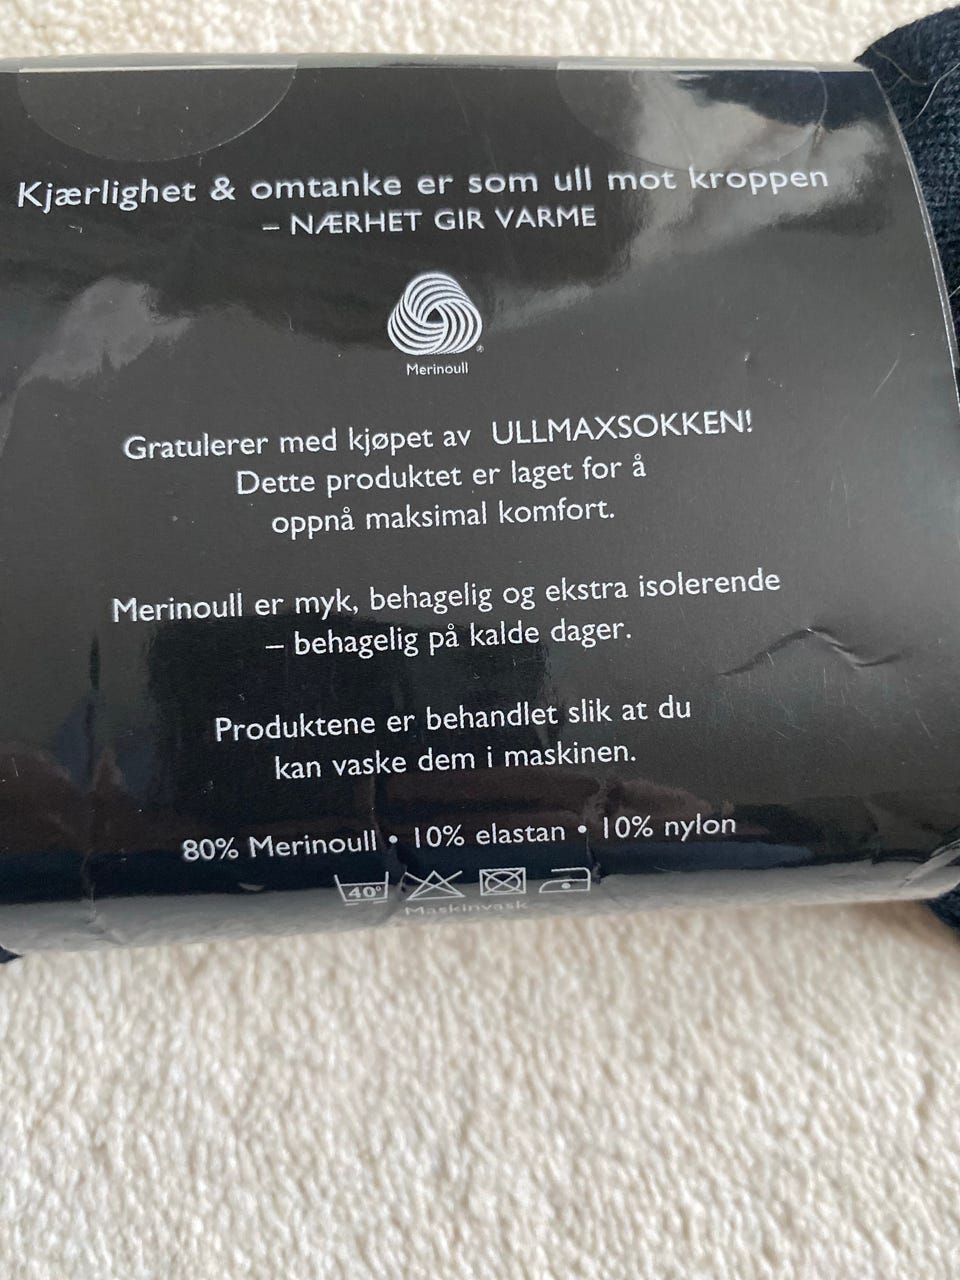 Kjærlighet & omtanke er som ull mot kroppen
– NÆRHET GIR VARME
®
Merinoull
Gratulerer med kjøpet av ULLMAXSOKKEN!
Dette produktet er laget for å
oppnå maksimal komfort.
Merinoull er myk, behagelig og ekstra isolerende
– behagelig på kalde dager.
Produktene er behandlet slik at du
kan vaske dem i maskinen.
80% Merinoull • 10% elastan • 10% nylon
40°
Maskinvask